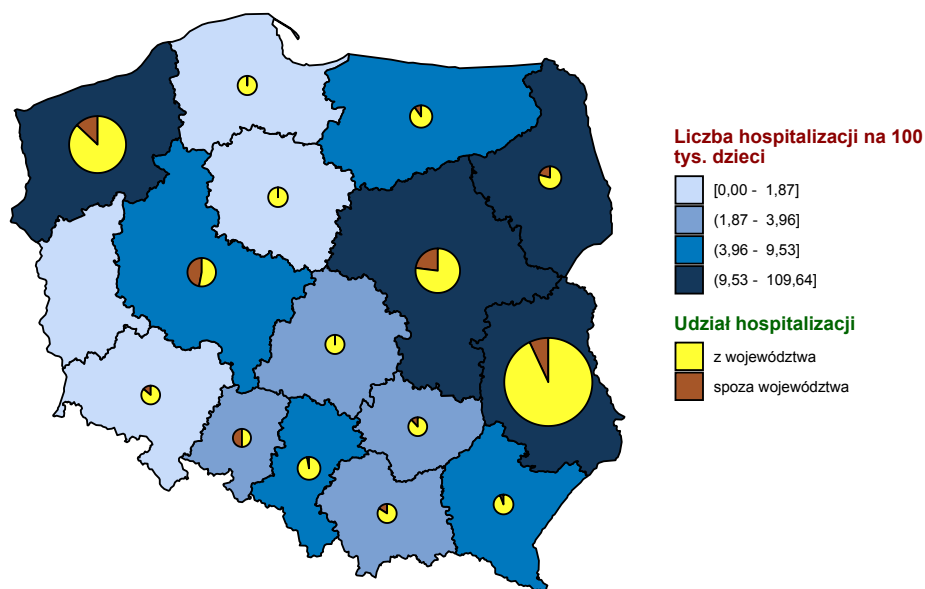 Liczba hospitalizacji na 100
tys. dzieci
[0,00 - 1,87]
(1,87 - 3,96]
(3,96 - 9,53]
(9,53 - 109,64]
Udział hospitalizacji
z województwa
spoza województwa